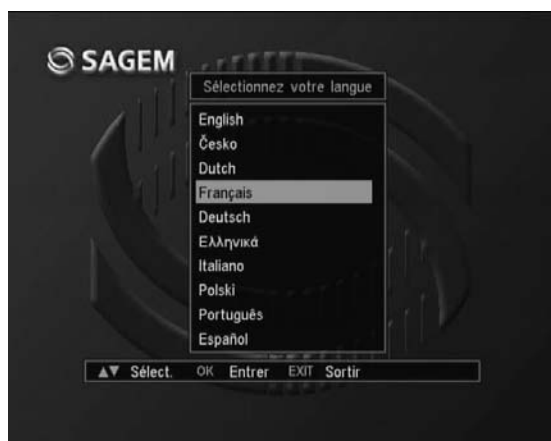 SAGEM
Sélectionnez votre langue
English
Česko
Dutch
Français
Deutsch
Ελληνικά
Italiano
Polski
Português
Español
▲▼ Sélect. OK Entrer EXIT Sortir